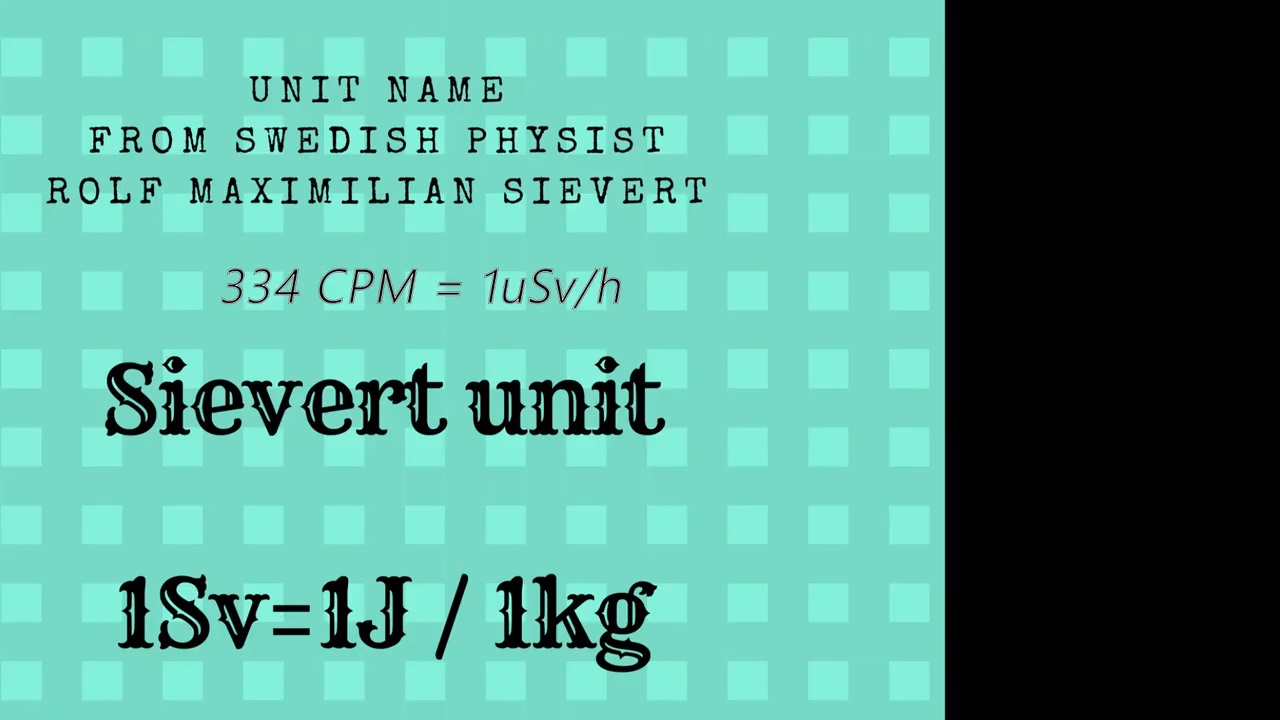 UNIT NAME
FROM SWEDISH PHYSIST
ROLF MAXIMILIAN SIEVERT
334 CPM = 1uSv/h
Sievert unit
1Sv=1J / 1kg